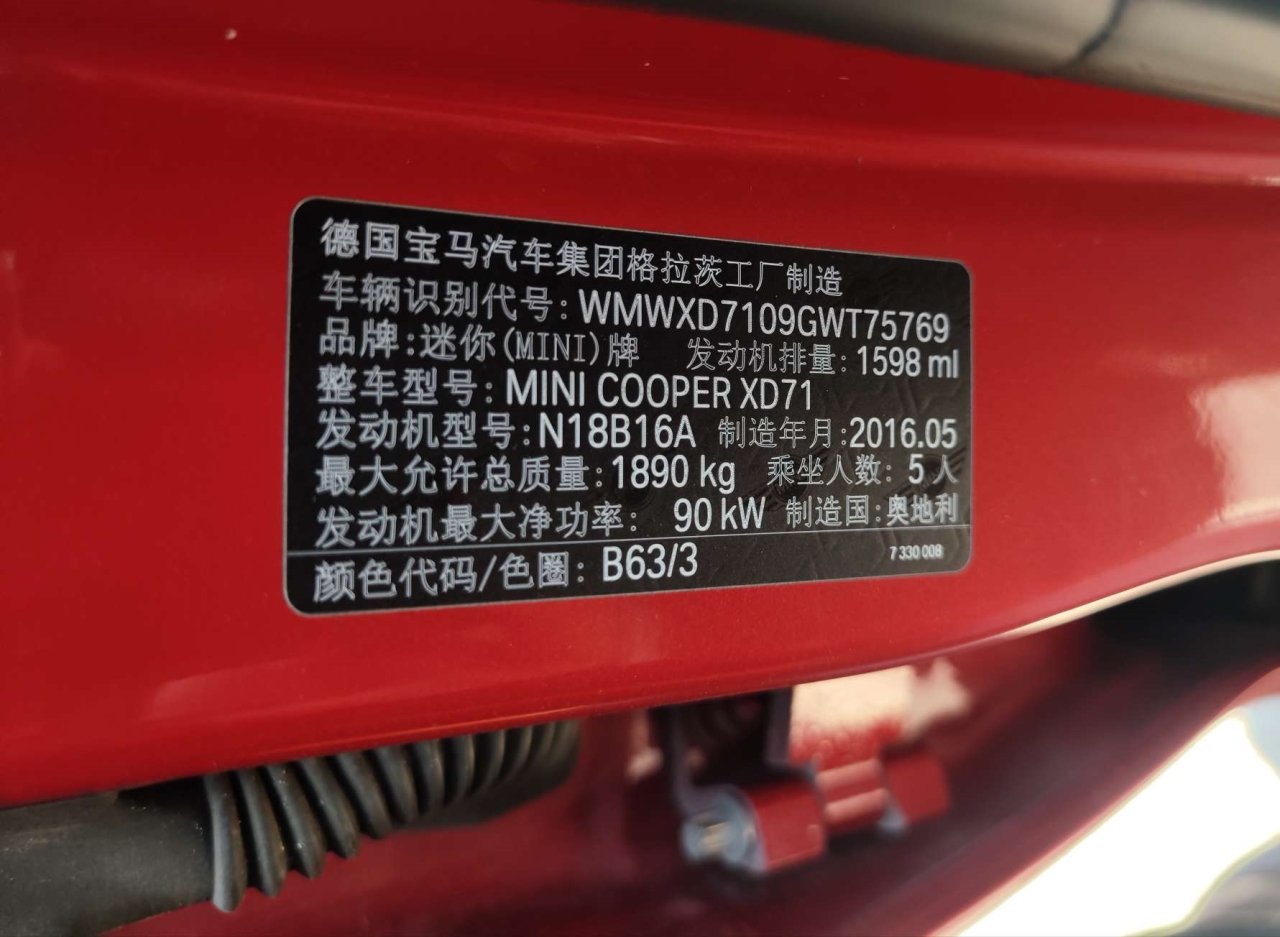 德国宝马汽车集团格拉茨工厂制造
车辆识别代号: WMWXD7109GWT75769
品牌:迷你(MINI)牌 发动机排量: 1598 ml
整车型号: MINI COOPER XD71
发动机型号:N18B16A 制造年月:2016.05
最大允许总质量:1890 kg 乘坐人数: 5 人
发动机最大净功率: 90 kW 制造国:奥地利
颜色代码/色圈: B63/3 7 330 008